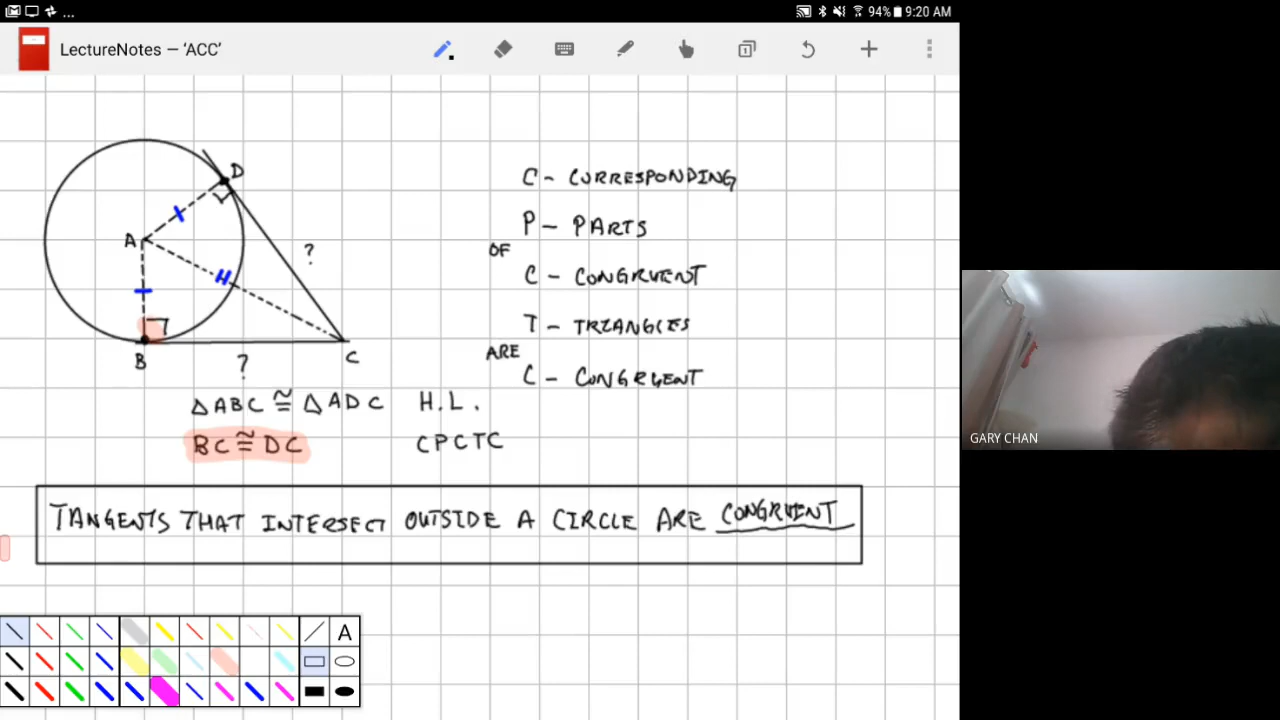 ... 94% 9:20 AM
LectureNotes – ‘ACC’
D
A
?
B
?
C
C - CORRESPONDING
P - PARTS
OF
C - CONGRUENT
T - TRIANGLES
ARE
C - CONGRUENT
△ABC ≅ △ADC H.L.
BC ≅ DC CPCTC
TANGENTS THAT INTERSECT OUTSIDE A CIRCLE ARE CONGRUENT
A
GARY CHAN